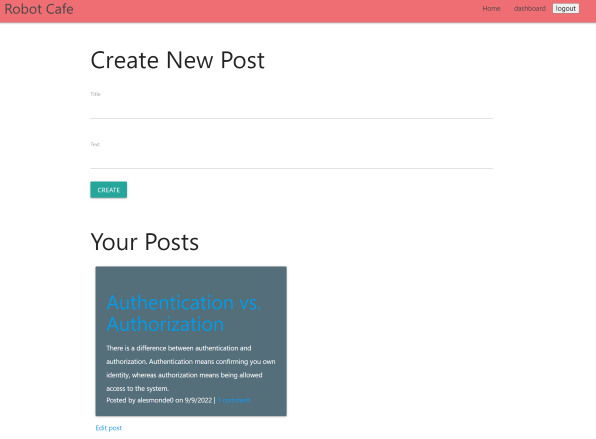 Robot Cafe
Home dashboard logout
Create New Post
Title
Text
CREATE
Your Posts
Authentication vs.
Authorization
There is a difference between authentication and
authorization. Authentication means confirming you own
identity, whereas authorization means being allowed
access to the system.
Posted by alesmonde0 on 9/9/2022 | comment
Edit post